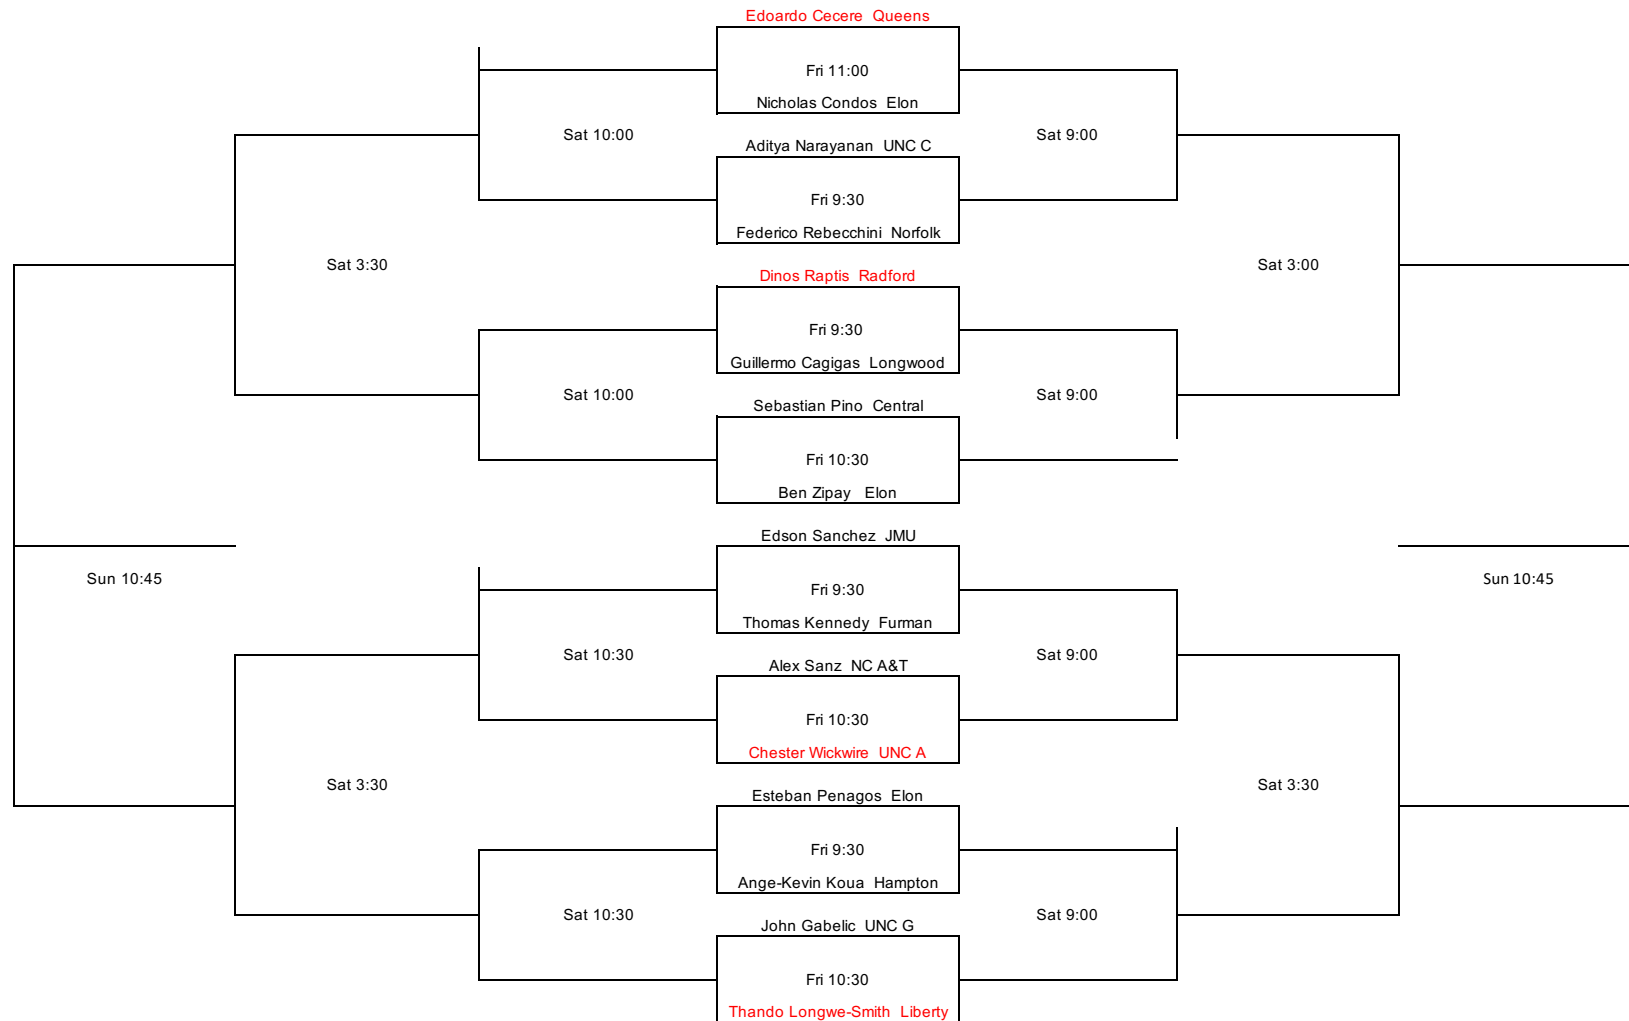 Edoardo Cecere Queens
Fri 11:00
Nicholas Condos Elon
Sat 10:00
Sat 9:00
Aditya Narayanan UNC C
Fri 9:30
Federico Rebecchini Norfolk
Sat 3:30
Sat 3:00
Dinos Raptis Radford
Fri 9:30
Guillermo Cagigas Longwood
Sat 10:00
Sat 9:00
Sebastian Pino Central
Fri 10:30
Ben Zipay Elon
Edson Sanchez JMU
Sun 10:45
Sun 10:45
Fri 9:30
Thomas Kennedy Furman
Sat 10:30
Sat 9:00
Alex Sanz NC A&T
Fri 10:30
Chester Wickwire UNC A
Sat 3:30
Sat 3:30
Esteban Penagos Elon
Fri 9:30
Ange-Kevin Koua Hampton
Sat 10:30
Sat 9:00
John Gabelic UNC G
Fri 10:30
Thando Longwe-Smith Liberty